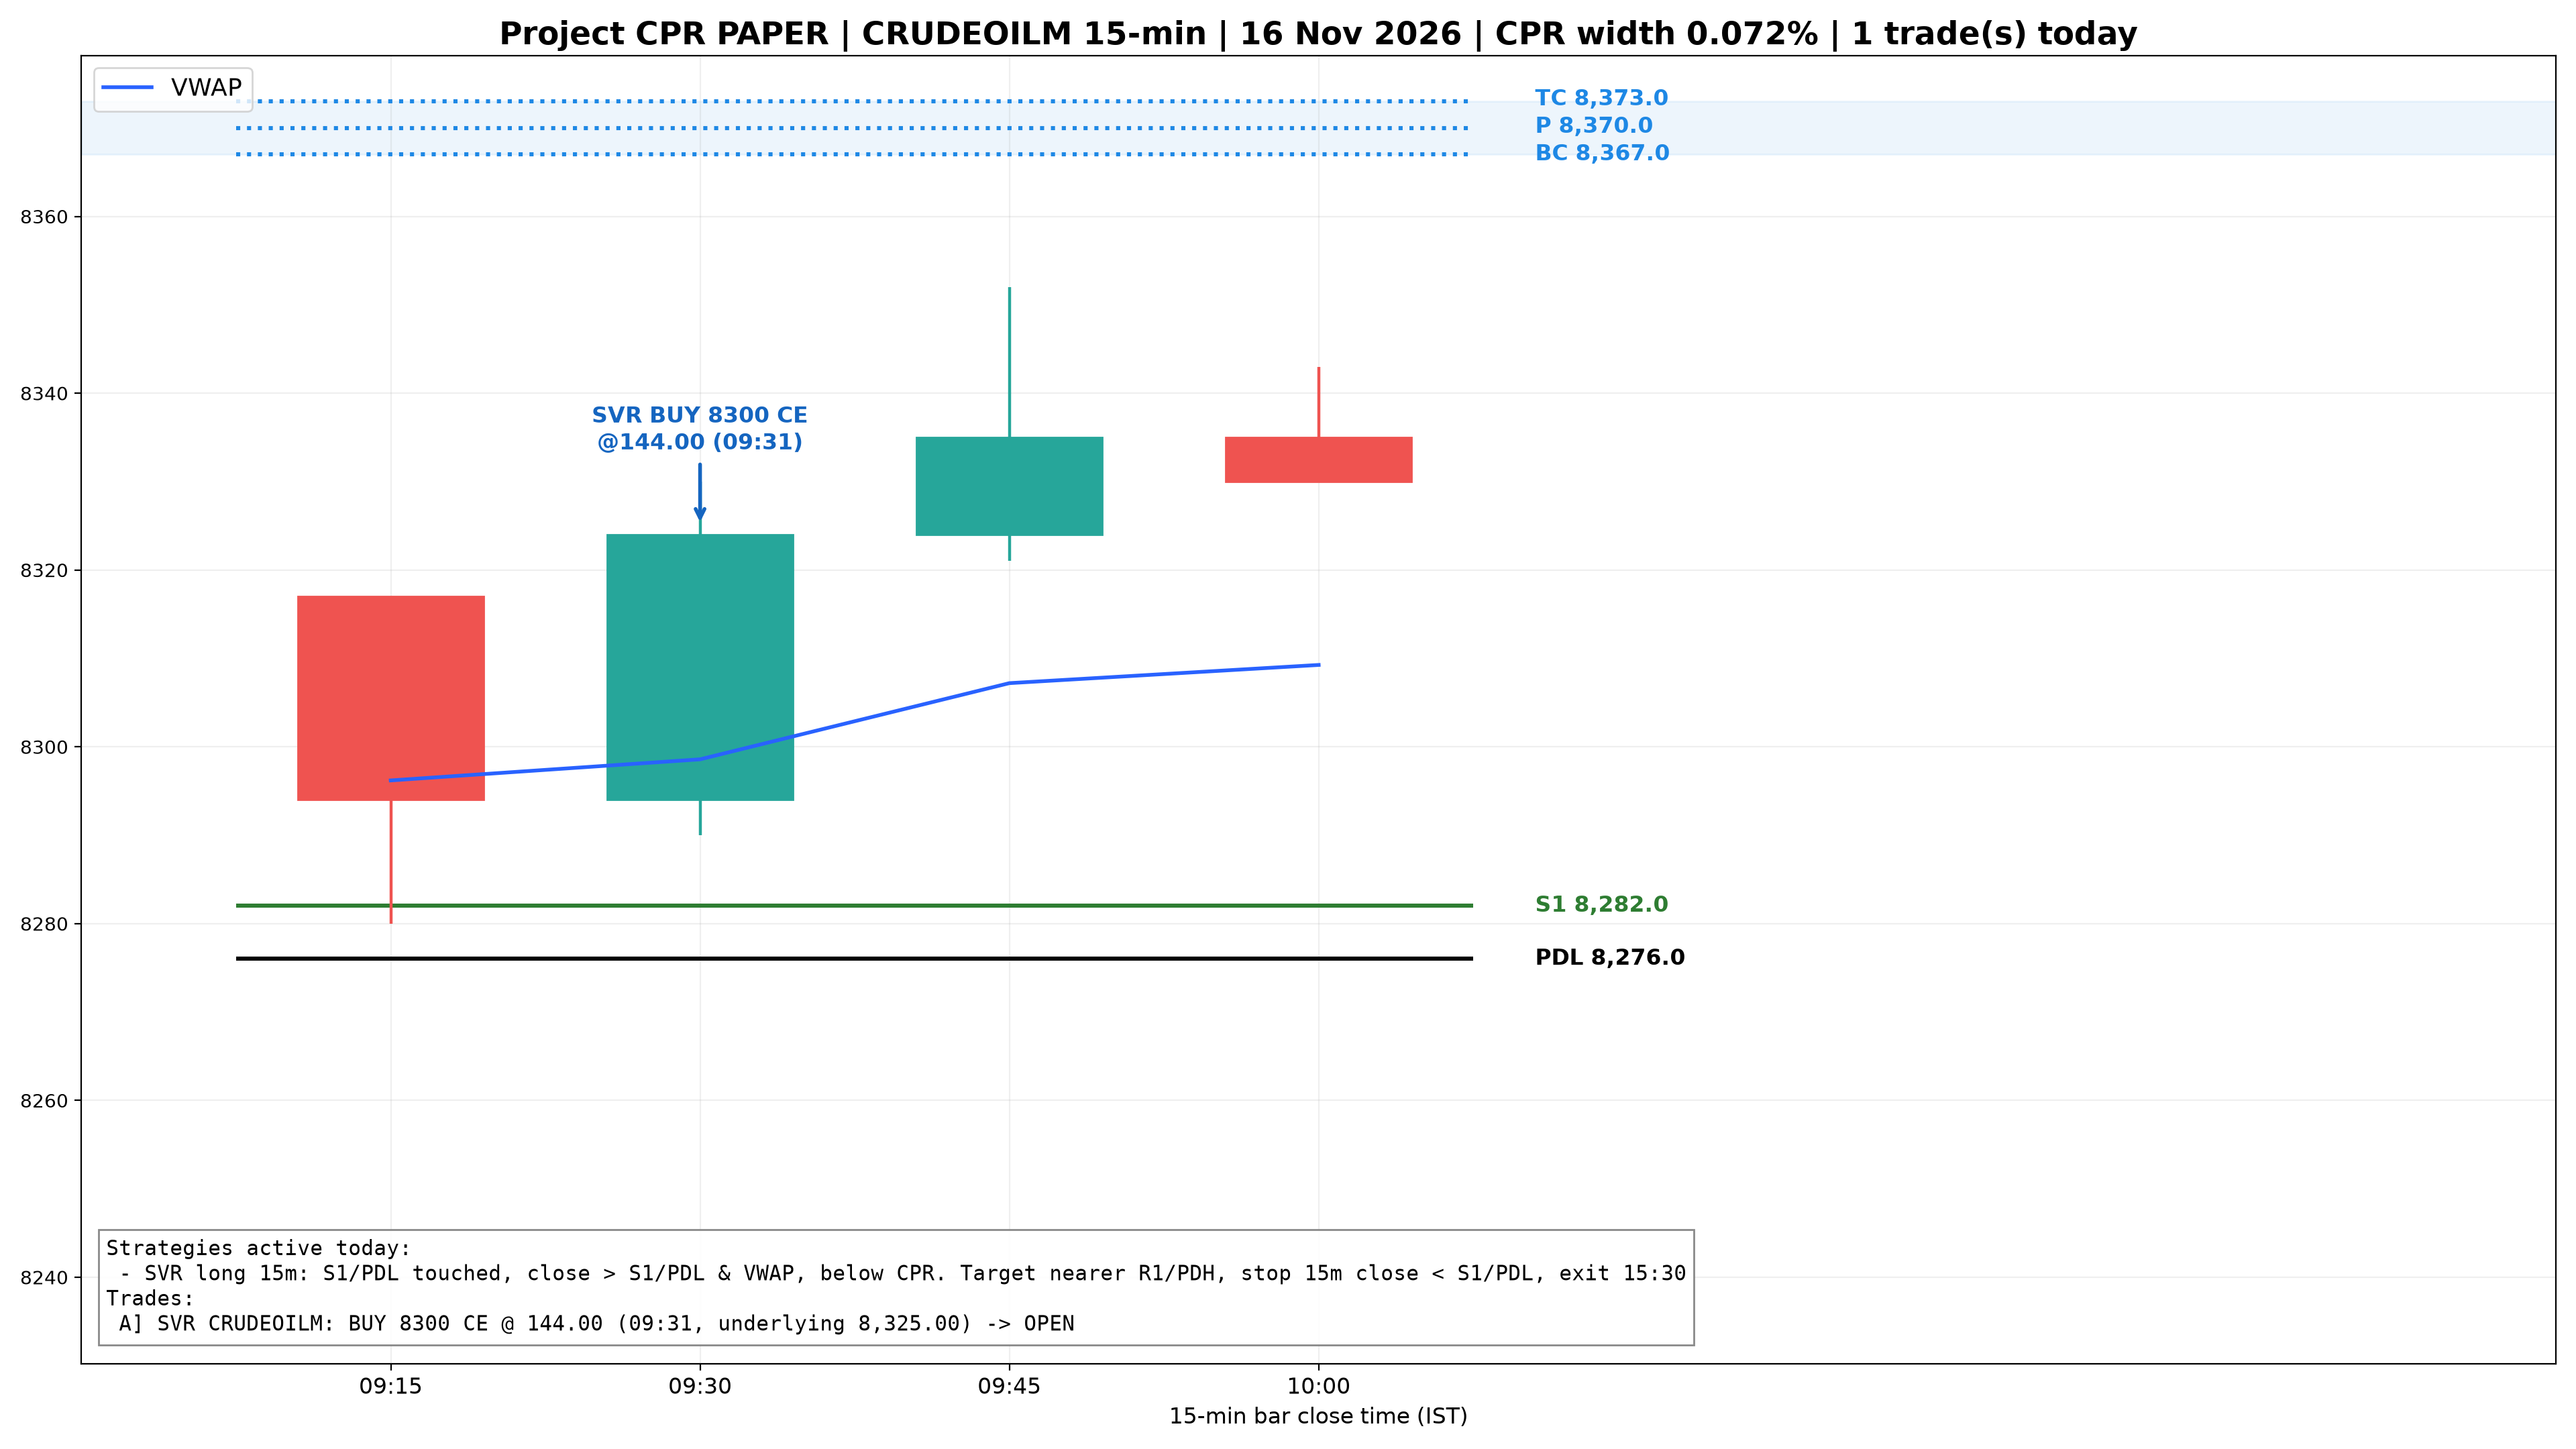 Project CPR PAPER | CRUDEOILM 15-min | 16 Nov 2026 | CPR width 0.072% | 1 trade(s) today
VWAP
TC 8,373.0
P 8,370.0
BC 8,367.0
8360
8340
SVR BUY 8300 CE
@144.00 (09:31)
8320
8300
S1 8,282.0
8280
PDL 8,276.0
8260
8240
Strategies active today:
- SVR long 15m: S1/PDL touched, close > S1/PDL & VWAP, below CPR. Target nearer R1/PDH, stop 15m close < S1/PDL, exit 15:30
Trades:
A] SVR CRUDEOILM: BUY 8300 CE @ 144.00 (09:31, underlying 8,325.00) -> OPEN
09:15 09:30 09:45 10:00
15-min bar close time (IST)